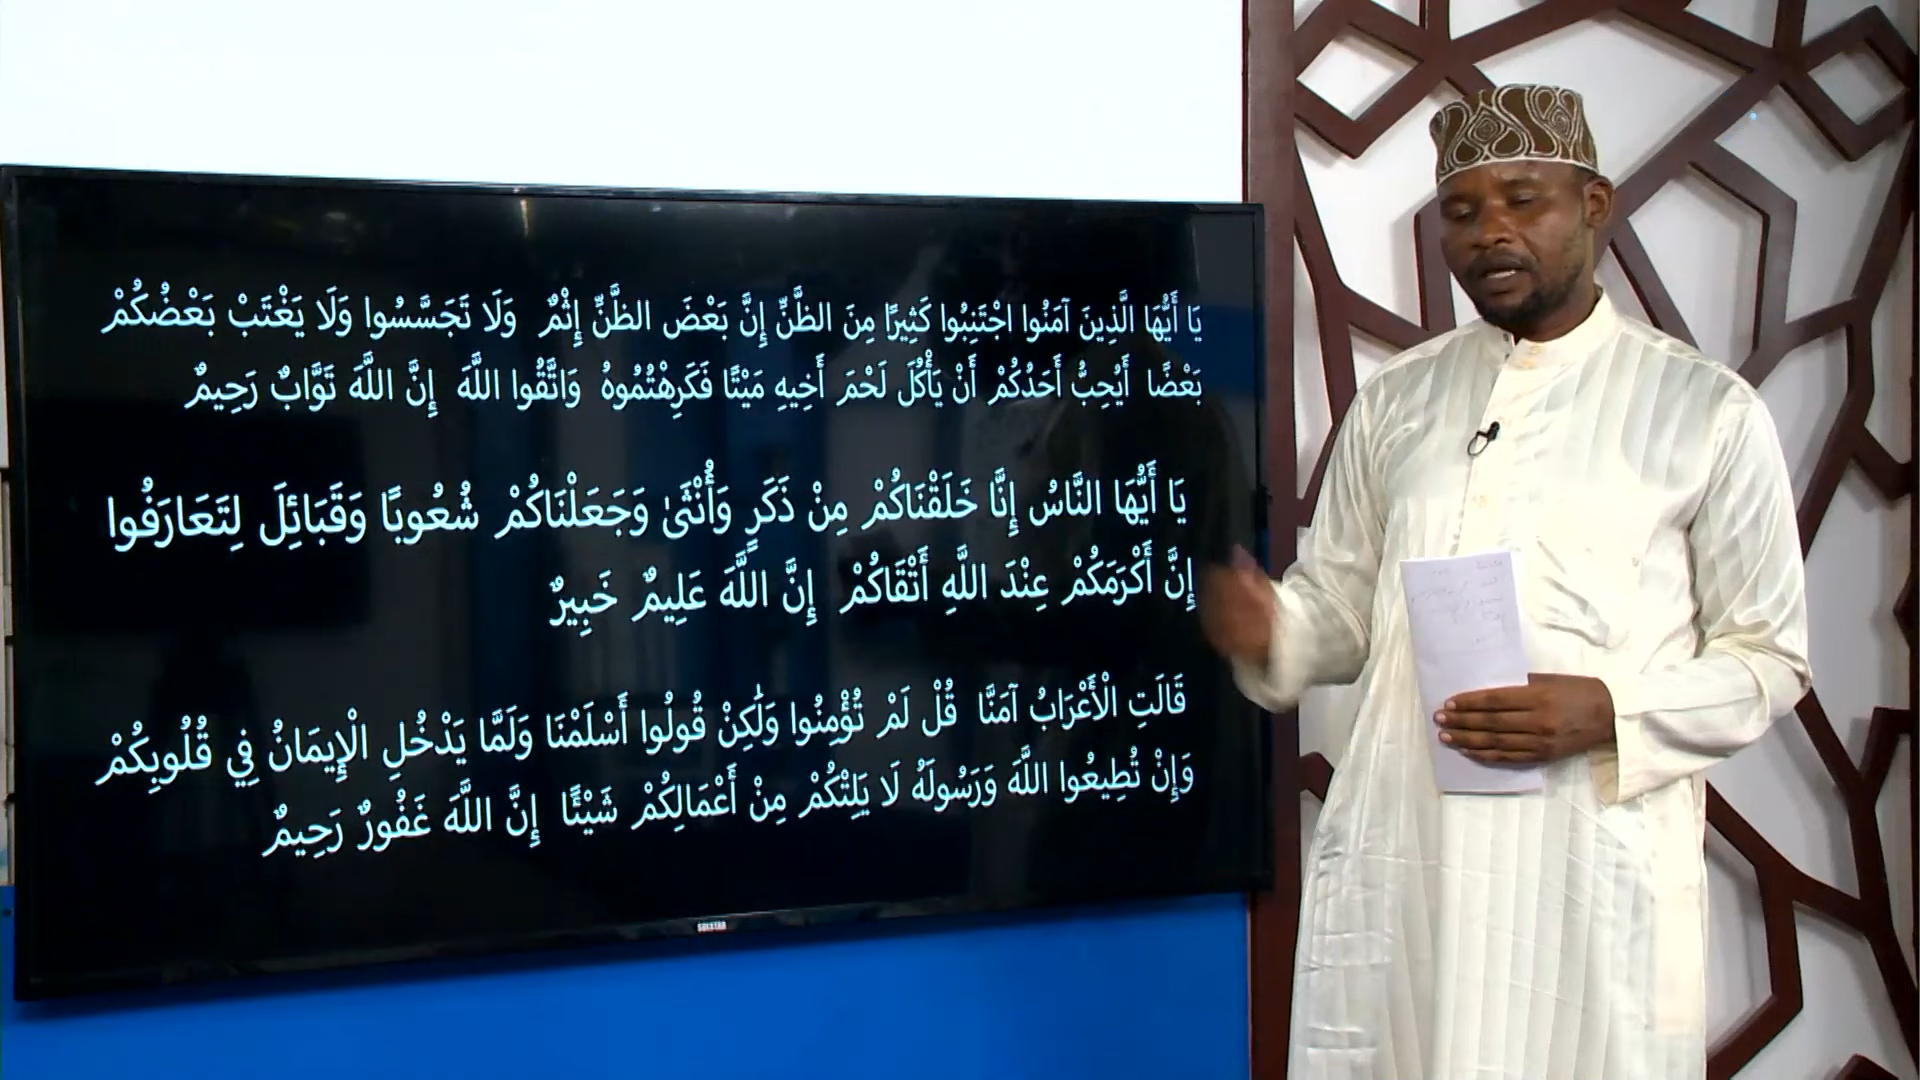 يَا أَيُّهَا الَّذِينَ آمَنُوا اجْتَنِبُوا كَثِيرًا مِنَ الظَّنِّ إِنَّ بَعْضَ الظَّنِّ إِثْمٌ وَلَا تَجَسَّسُوا وَلَا يَغْتَبْ بَعْضُكُمْ
بَعْضًا أَيُحِبُّ أَحَدُكُمْ أَنْ يَأْكُلَ لَحْمَ أَخِيهِ مَيْتًا فَكَرِهْتُمُوهُ وَاتَّقُوا اللَّهَ إِنَّ اللَّهَ تَوَّابٌ رَحِيمٌ
يَا أَيُّهَا النَّاسُ إِنَّا خَلَقْنَاكُمْ مِنْ ذَكَرٍ وَأُنْثَىٰ وَجَعَلْنَاكُمْ شُعُوبًا وَقَبَائِلَ لِتَعَارَفُوا
إِنَّ أَكْرَمَكُمْ عِنْدَ اللَّهِ أَتْقَاكُمْ إِنَّ اللَّهَ عَلِيمٌ خَبِيرٌ
قَالَتِ الْأَعْرَابُ آمَنَّا قُلْ لَمْ تُؤْمِنُوا وَلَٰكِنْ قُولُوا أَسْلَمْنَا وَلَمَّا يَدْخُلِ الْإِيمَانُ فِي قُلُوبِكُمْ
وَإِنْ تُطِيعُوا اللَّهَ وَرَسُولَهُ لَا يَلِتْكُمْ مِنْ أَعْمَالِكُمْ شَيْئًا إِنَّ اللَّهَ غَفُورٌ رَحِيمٌ